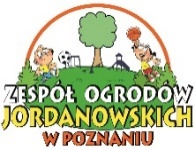 ZESPÓŁ OGRODÓW
JORDANOWSKICH
W POZNANIU